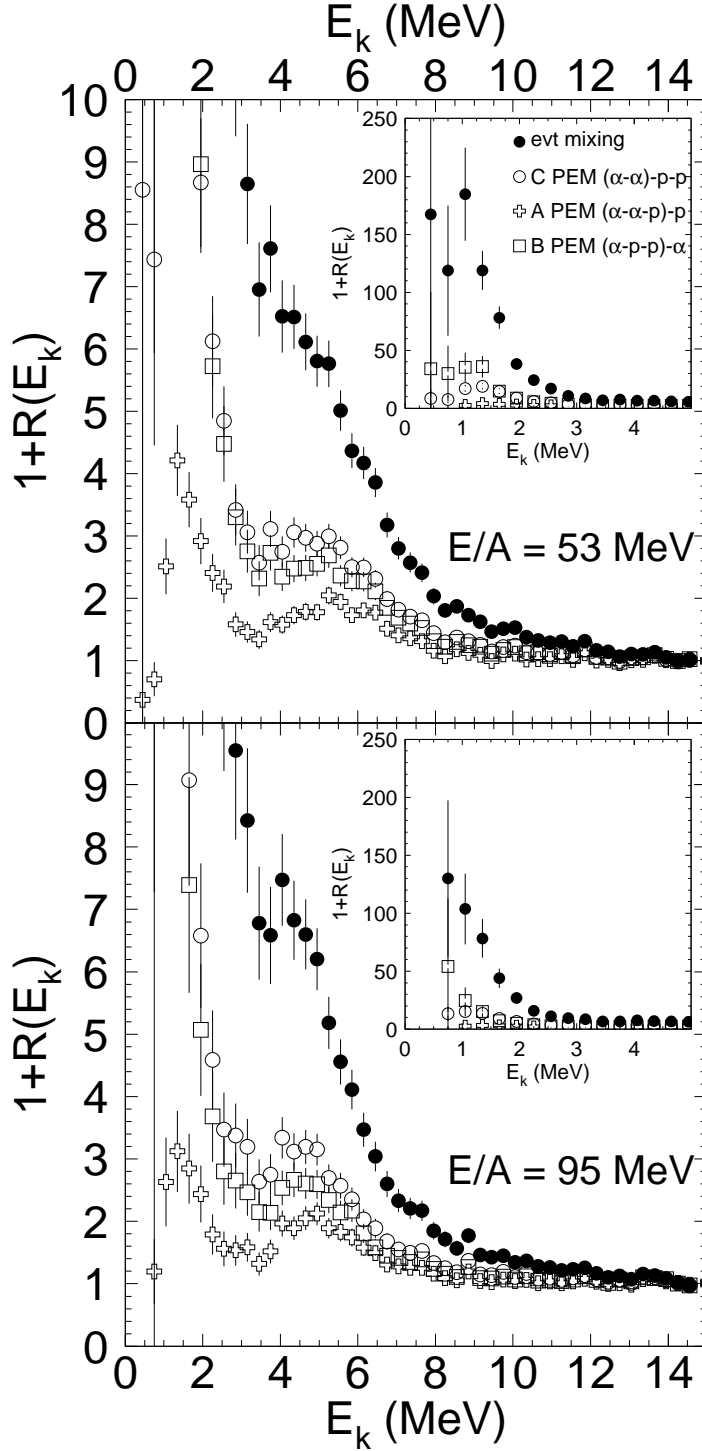 E_k (MeV)
0 2 4 6 8 10 12 14
10
9
8
7
6
5
4
3
2
1
0
1+R(E_k)
250
200
150
100
50
0
1+R(E_k)
evt mixing
C PEM (α-α)-p-p
A PEM (α-α-p)-p
B PEM (α-p-p)-α
0 1 2 3 4
E_k (MeV)
E/A = 53 MeV
9
8
7
6
5
4
3
2
1
0
1+R(E_k)
250
200
150
100
50
0
1+R(E_k)
0 1 2 3 4
E_k (MeV)
E/A = 95 MeV
0 2 4 6 8 10 12 14
E_k (MeV)